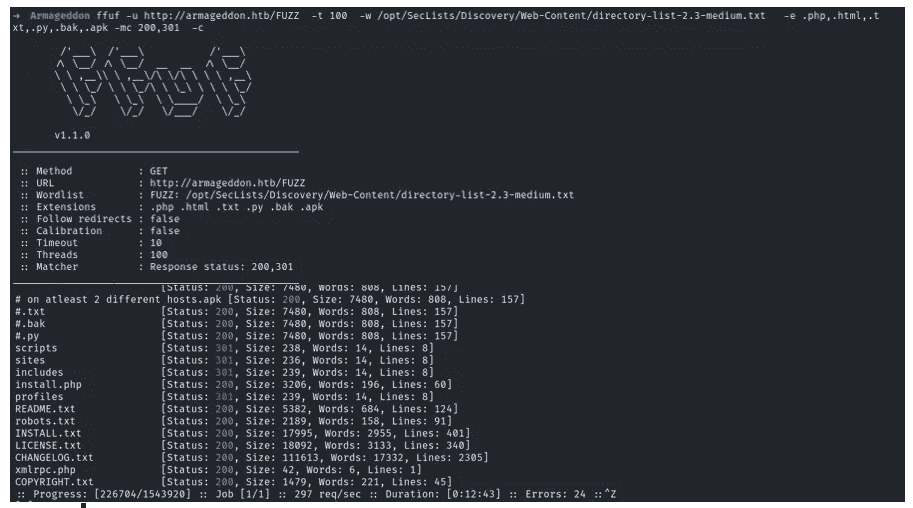 → Armageddon ffuf -u http://armageddon.htb/FUZZ -t 100 -w /opt/SecLists/Discovery/Web-Content/directory-list-2.3-medium.txt -e .php,.html,.t
xt,.py,.bak,.apk -mc 200,301 -c
v1.1.0
:: Method : GET
:: URL : http://armageddon.htb/FUZZ
:: Wordlist : FUZZ: /opt/SecLists/Discovery/Web-Content/directory-list-2.3-medium.txt
:: Extensions : .php .html .txt .py .bak .apk
:: Follow redirects : false
:: Calibration : false
:: Timeout : 10
:: Threads : 100
:: Matcher : Response status: 200,301
[Status: 200, Size: 7480, Words: 808, Lines: 157]
# on atleast 2 different hosts.apk [Status: 200, Size: 7480, Words: 808, Lines: 157]
#.txt [Status: 200, Size: 7480, Words: 808, Lines: 157]
#.bak [Status: 200, Size: 7480, Words: 808, Lines: 157]
#.py [Status: 200, Size: 7480, Words: 808, Lines: 157]
scripts [Status: 301, Size: 238, Words: 14, Lines: 8]
sites [Status: 301, Size: 236, Words: 14, Lines: 8]
includes [Status: 301, Size: 239, Words: 14, Lines: 8]
install.php [Status: 200, Size: 3206, Words: 196, Lines: 60]
profiles [Status: 301, Size: 239, Words: 14, Lines: 8]
README.txt [Status: 200, Size: 5382, Words: 684, Lines: 124]
robots.txt [Status: 200, Size: 2189, Words: 158, Lines: 91]
INSTALL.txt [Status: 200, Size: 17995, Words: 2955, Lines: 401]
LICENSE.txt [Status: 200, Size: 18092, Words: 3133, Lines: 340]
CHANGELOG.txt [Status: 200, Size: 111613, Words: 17332, Lines: 2305]
xmlrpc.php [Status: 200, Size: 42, Words: 6, Lines: 1]
COPYRIGHT.txt [Status: 200, Size: 1479, Words: 221, Lines: 45]
:: Progress: [226704/1543920] :: Job [1/1] :: 297 req/sec :: Duration: [0:12:43] :: Errors: 24 ::^Z